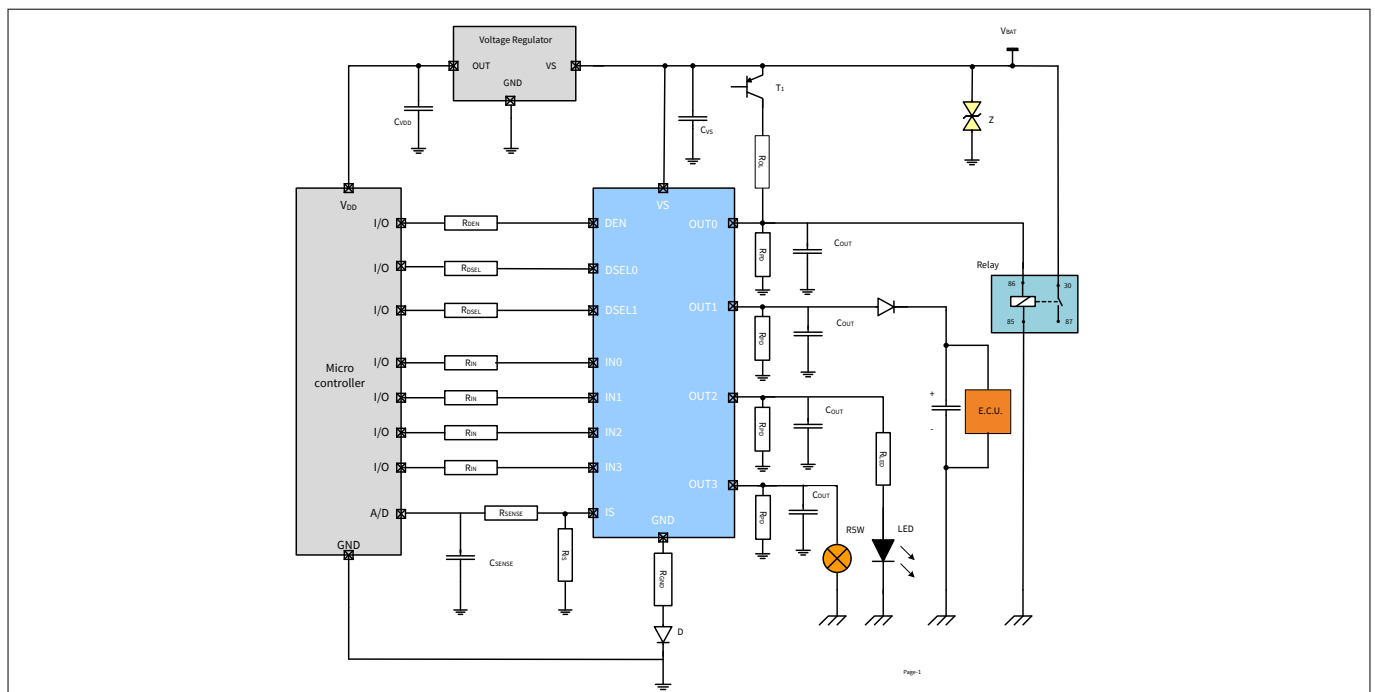 Voltage Regulator
OUT VS
GND
VBAT
T1
CVDD
CVS
Z
ROL
VDD
VS
I/O RDEN DEN OUT0
RPD
COUT
I/O RDSEL DSEL0
Relay
86 30
85 87
I/O RDSEL DSEL1 OUT1
RPD
COUT
I/O RIN IN0
Micro
controller
I/O RIN IN1 OUT2
RPD
COUT
+
-
E.C.U.
I/O RIN IN2
RLED
I/O RIN IN3
OUT3
RPD
COUT
A/D RSENSE IS
GND
GND
R5W
LED
CSENSE
RIS
RGND
D
Page-1